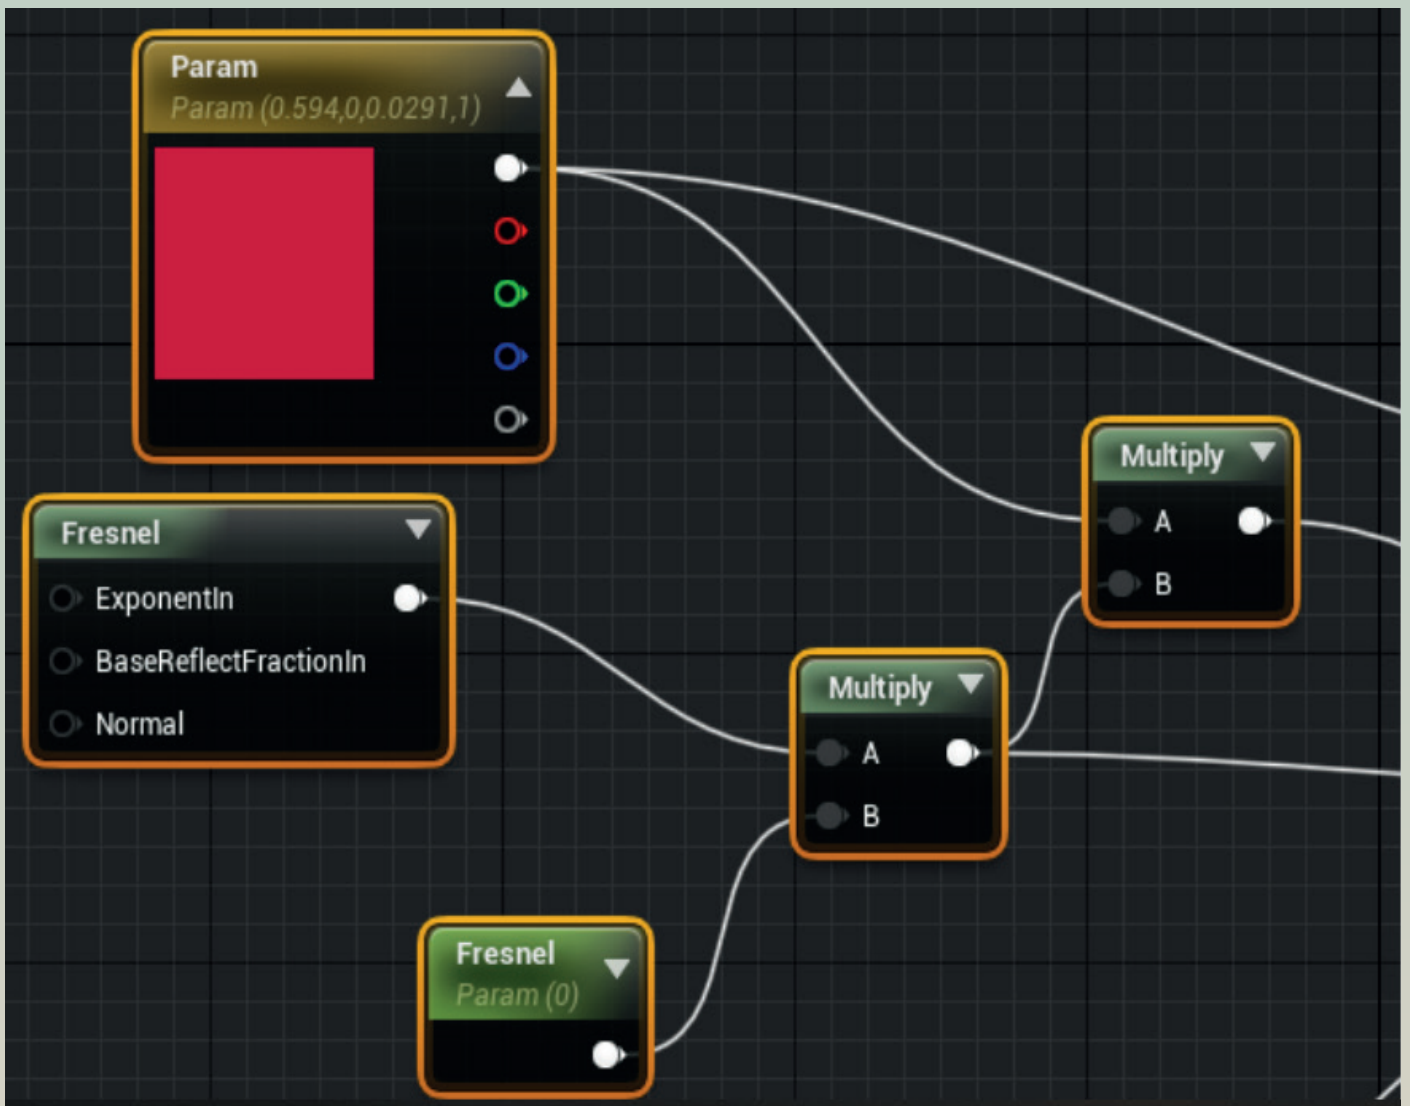 Param
Param (0.594,0,0.0291,1)
Fresnel
ExponentIn
BaseReflectFractionIn
Normal
Multiply
A
B
Multiply
A
B
Fresnel
Param (0)